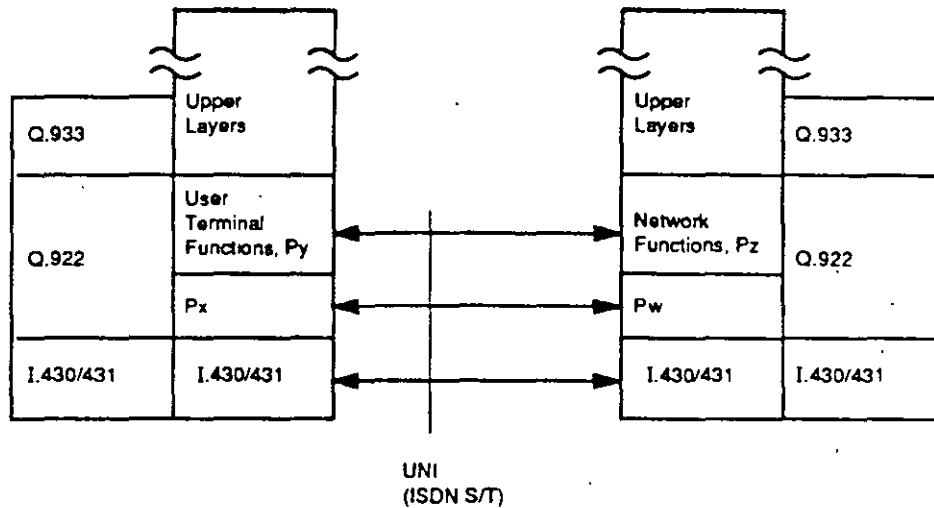 Upper
Layers
Q.933
User
Terminal
Functions, Py
Q.922
Px
I.430/431
I.430/431
Upper
Layers
Q.933
Network
Functions, Pz
Q.922
Pw
I.430/431
I.430/431
UNI
(ISDN S/T)